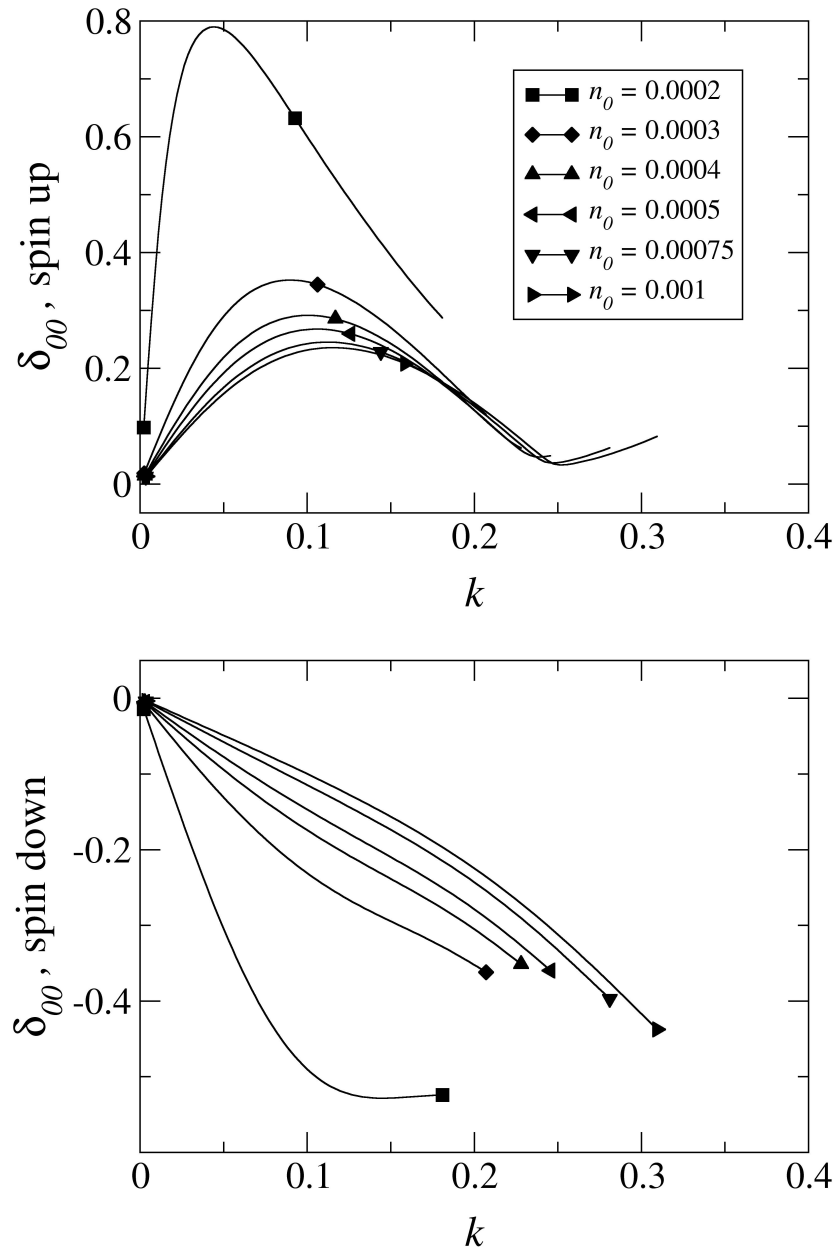 0.8
0.6
0.4
0.2
0
δ00 , spin up
n0 = 0.0002
n0 = 0.0003
n0 = 0.0004
n0 = 0.0005
n0 = 0.00075
n0 = 0.001
0 0.1 0.2 0.3 0.4
k
0
-0.2
-0.4
δ00 , spin down
0 0.1 0.2 0.3 0.4
k